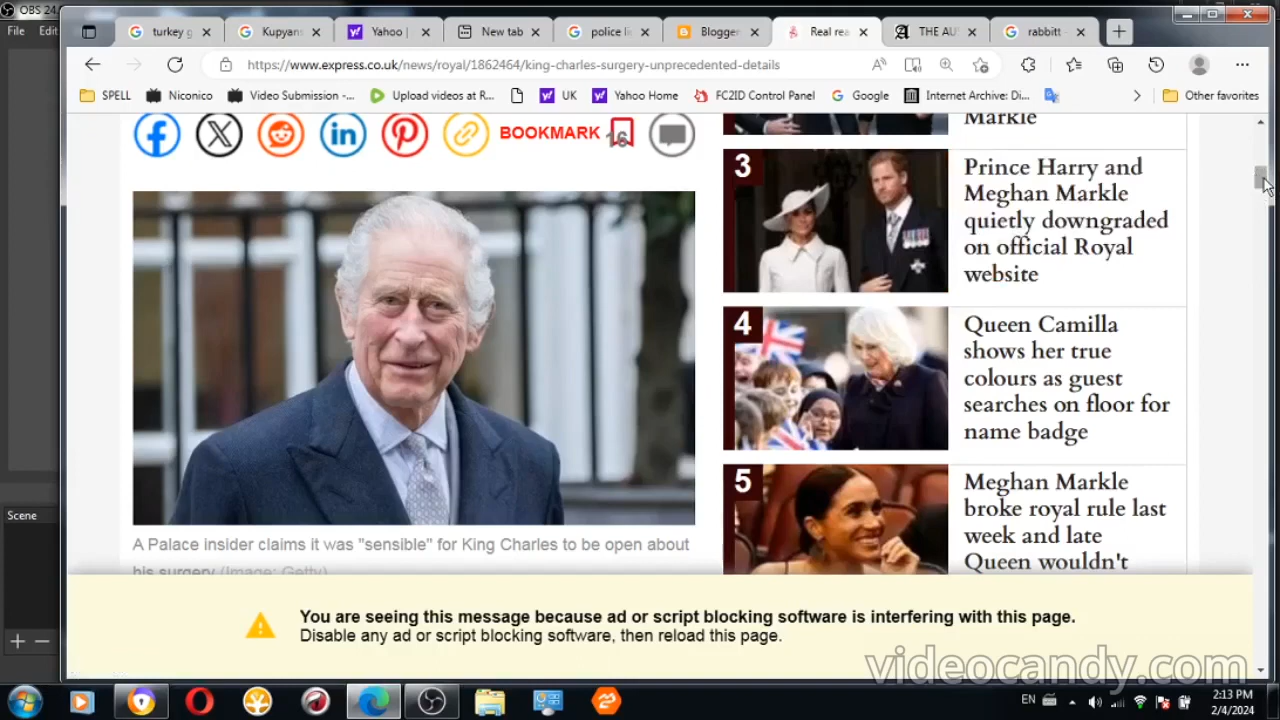 OBS 24
File Edit
turkey g
Kupyans
Yahoo |
New tab
police li
Blogger
Real rea
THE AU
rabbitt -
https://www.express.co.uk/news/royal/1862464/king-charles-surgery-unprecedented-details
SPELL
Niconico
Video Submission -...
Upload videos at R...
UK
Yahoo Home
FC2ID Control Panel
Google
Internet Archive: Di...
Other favorites
BOOKMARK
16
Markle
3
Prince Harry and
Meghan Markle
quietly downgraded
on official Royal
website
4
Queen Camilla
shows her true
colours as guest
searches on floor for
name badge
5
Meghan Markle
broke royal rule last
week and late
Queen wouldn't
A Palace insider claims it was "sensible" for King Charles to be open about
his surgery (Image: Getty)
Scene
You are seeing this message because ad or script blocking software is interfering with this page.
Disable any ad or script blocking software, then reload this page.
videocandy.com
EN
2:13 PM
2/4/2024